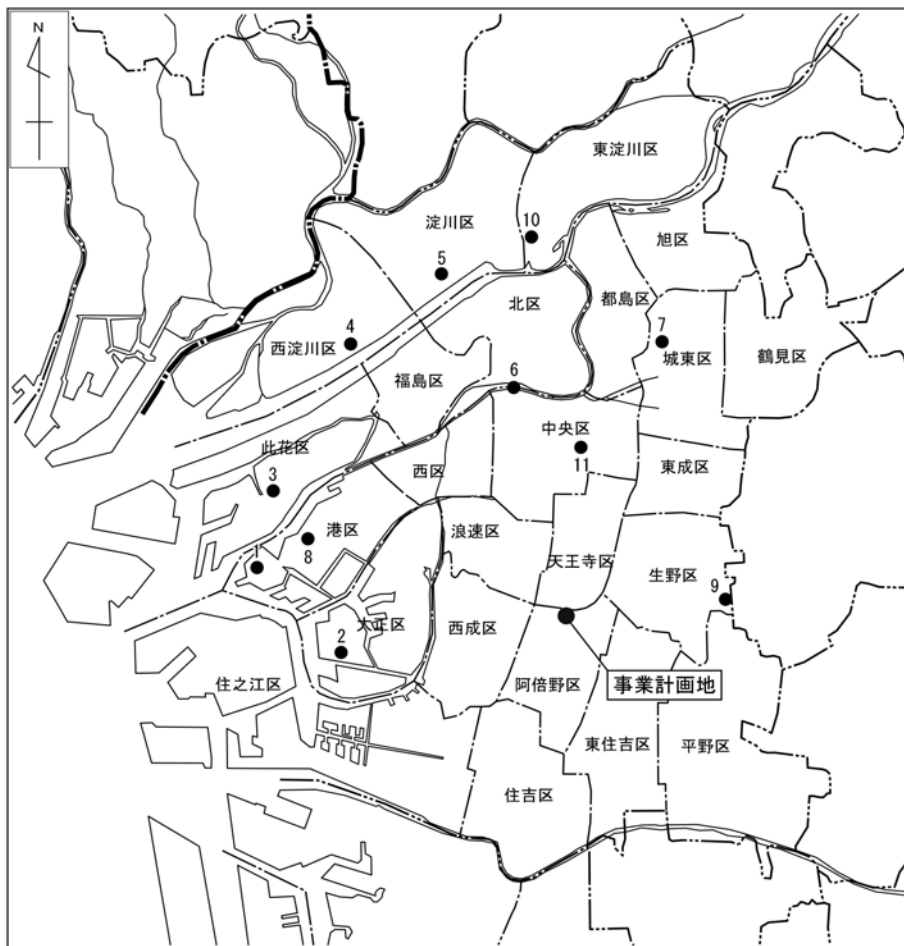 N
東淀川区
淀川区
10
旭区
5
北区
都島区
4
7
西淀川区
城東区
鶴見区
福島区
6
中央区
此花区
11
東成区
西区
3
港区
浪速区
8
1
天王寺区
生野区
9
大正区
西成区
2
住之江区
阿倍野区
事業計画地
東住吉区
平野区
住吉区